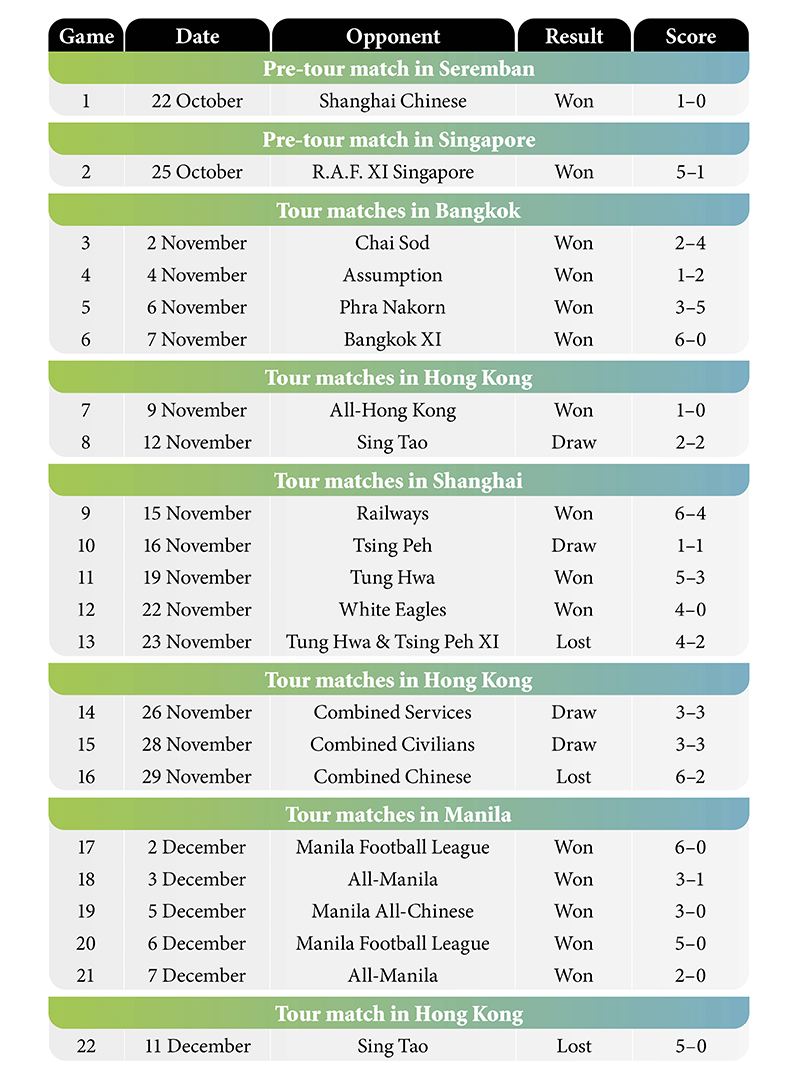 Game Date Opponent Result Score
Pre-tour match in Seremban
1 22 October Shanghai Chinese Won 1–0
Pre-tour match in Singapore
2 25 October R.A.F. XI Singapore Won 5–1
Tour matches in Bangkok
3 2 November Chai Sod Won 2–4
4 4 November Assumption Won 1–2
5 6 November Phra Nakorn Won 3–5
6 7 November Bangkok XI Won 6–0
Tour matches in Hong Kong
7 9 November All-Hong Kong Won 1–0
8 12 November Sing Tao Draw 2–2
Tour matches in Shanghai
9 15 November Railways Won 6–4
10 16 November Tsing Peh Draw 1–1
11 19 November Tung Hwa Won 5–3
12 22 November White Eagles Won 4–0
13 23 November Tung Hwa & Tsing Peh XI Lost 4–2
Tour matches in Hong Kong
14 26 November Combined Services Draw 3–3
15 28 November Combined Civilians Draw 3–3
16 29 November Combined Chinese Lost 6–2
Tour matches in Manila
17 2 December Manila Football League Won 6–0
18 3 December All-Manila Won 3–1
19 5 December Manila All-Chinese Won 3–0
20 6 December Manila Football League Won 5–0
21 7 December All-Manila Won 2–0
Tour match in Hong Kong
22 11 December Sing Tao Lost 5–0